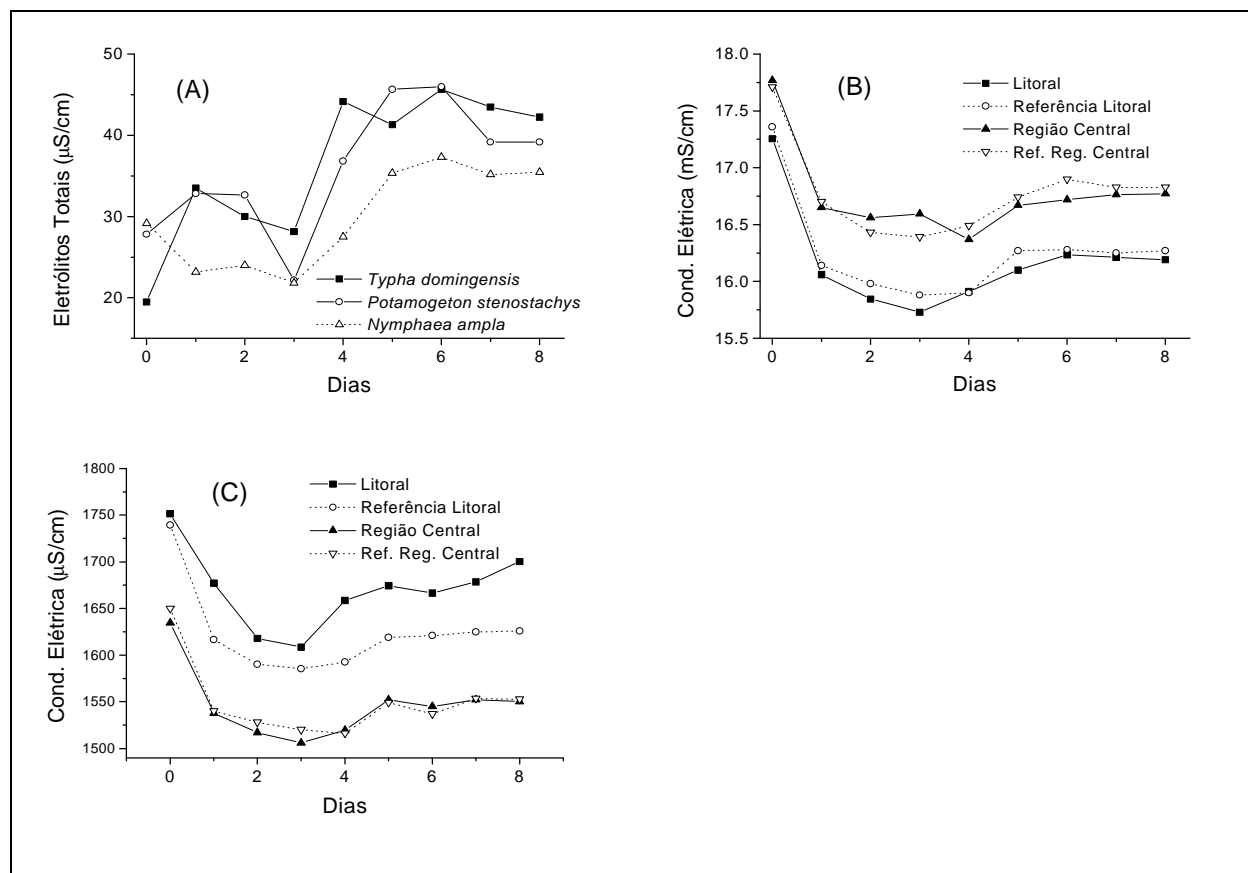 (A)
Eletrólitos Totais (µS/cm)
50
40
30
20
0
2
4
6
8
Dias
Typha domingensis
Potamogeton stenostachys
Nymphaea ampla
(B)
Cond. Elétrica (mS/cm)
18.0
17.5
17.0
16.5
16.0
15.5
0
2
4
6
8
Dias
Litoral
Referência Litoral
Região Central
Ref. Reg. Central
(C)
Cond. Elétrica (µS/cm)
1800
1750
1700
1650
1600
1550
1500
0
2
4
6
8
Dias
Litoral
Referência Litoral
Região Central
Ref. Reg. Central